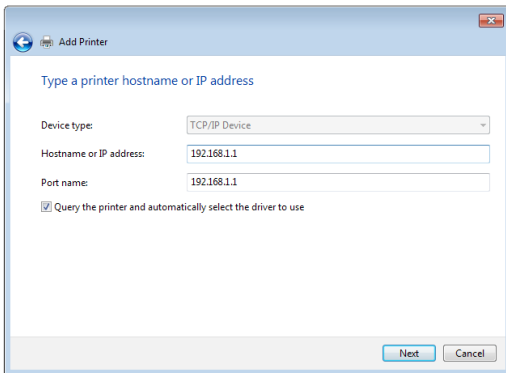 Add Printer
Type a printer hostname or IP address
Device type: TCP/IP Device
Hostname or IP address: 192.168.1.1
Port name: 192.168.1.1
Query the printer and automatically select the driver to use
Next Cancel